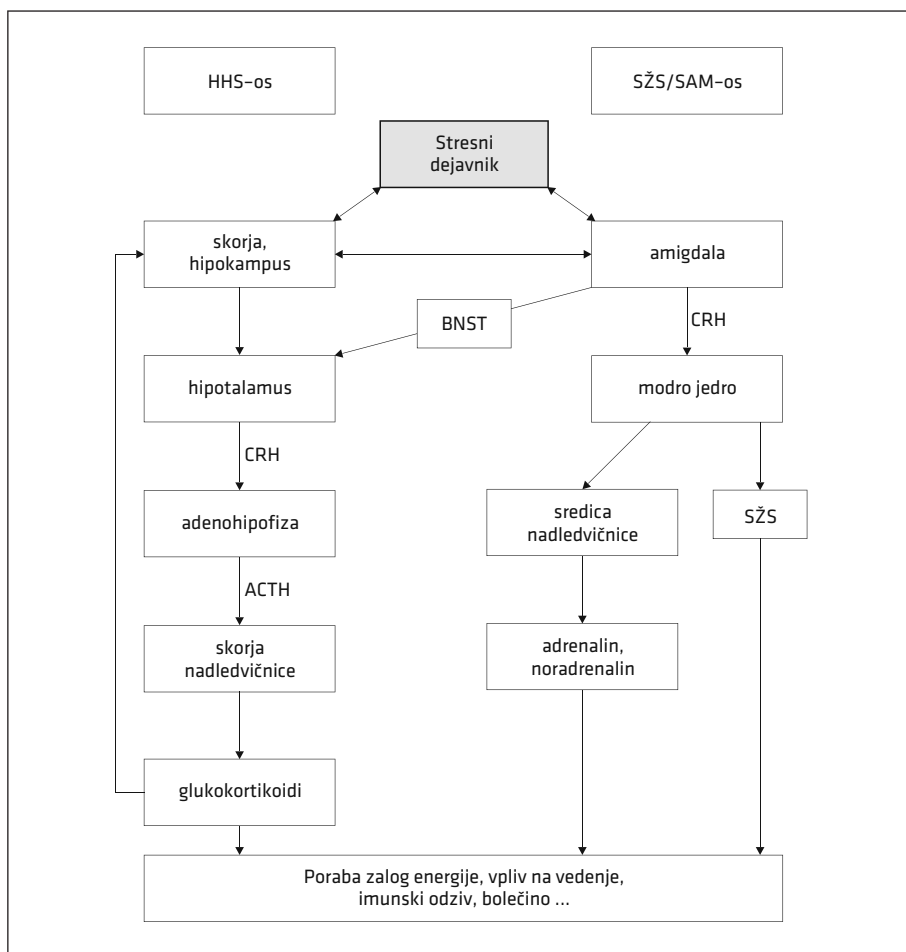 HHS-os
SŽS/SAM-os
Stresni
dejavnik
skorja,
hipokampus
amigdala
BNST
CRH
hipotalamus
modro jedro
CRH
adenohipofiza
sredica
nadledvičnice
SŽS
ACTH
skorja
nadledvičnice
adrenalin,
noradrenalin
glukokortikoidi
Poraba zalog energije, vpliv na vedenje,
imunski odziv, bolečino ...